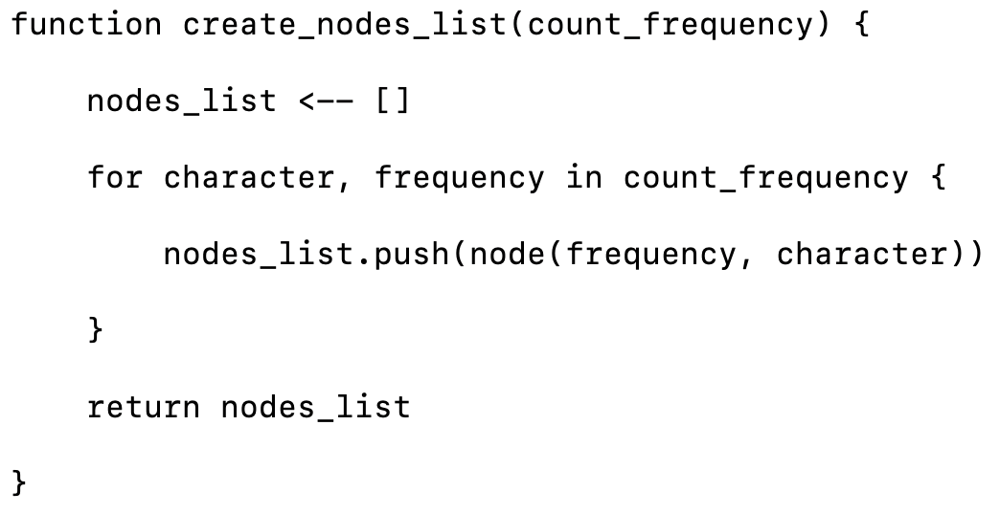 function create_nodes_list(count_frequency) {
    nodes_list <-- []
    for character, frequency in count_frequency {
        nodes_list.push(node(frequency, character))
    }
    return nodes_list
}